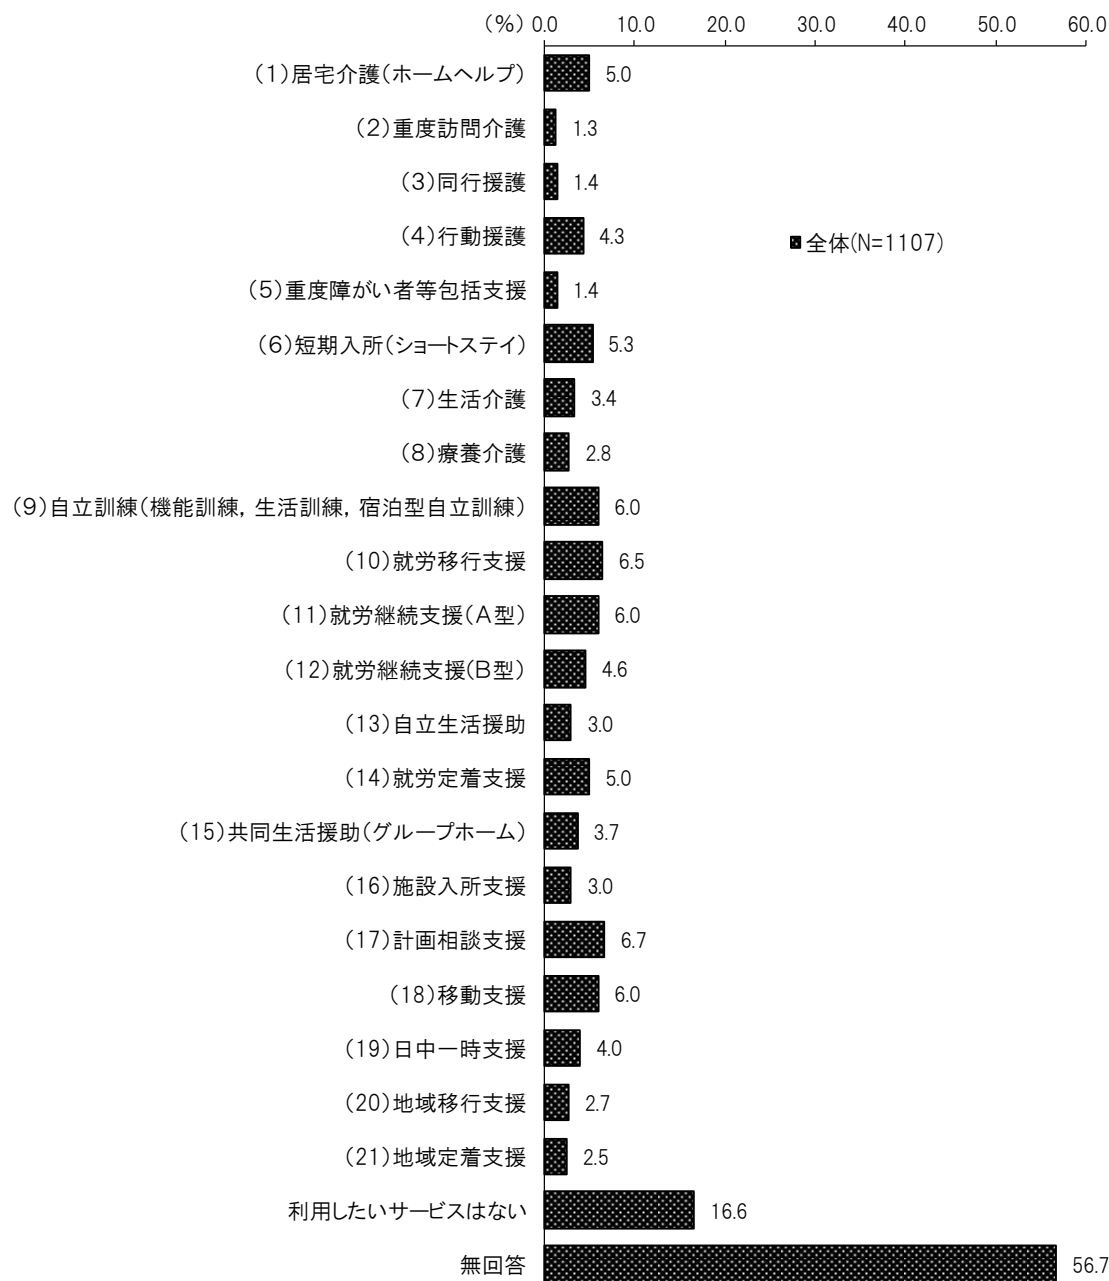 (%) 0.0 10.0 20.0 30.0 40.0 50.0 60.0
(1)居宅介護(ホームヘルプ) 5.0
(2)重度訪問介護 1.3
(3)同行援護 1.4
(4)行動援護 4.3
全体(N=1107)
(5)重度障がい者等包括支援 1.4
(6)短期入所(ショートステイ) 5.3
(7)生活介護 3.4
(8)療養介護 2.8
(9)自立訓練(機能訓練, 生活訓練, 宿泊型自立訓練) 6.0
(10)就労移行支援 6.5
(11)就労継続支援(A型) 6.0
(12)就労継続支援(B型) 4.6
(13)自立生活援助 3.0
(14)就労定着支援 5.0
(15)共同生活援助(グループホーム) 3.7
(16)施設入所支援 3.0
(17)計画相談支援 6.7
(18)移動支援 6.0
(19)日中一時支援 4.0
(20)地域移行支援 2.7
(21)地域定着支援 2.5
利用したいサービスはない 16.6
無回答 56.7